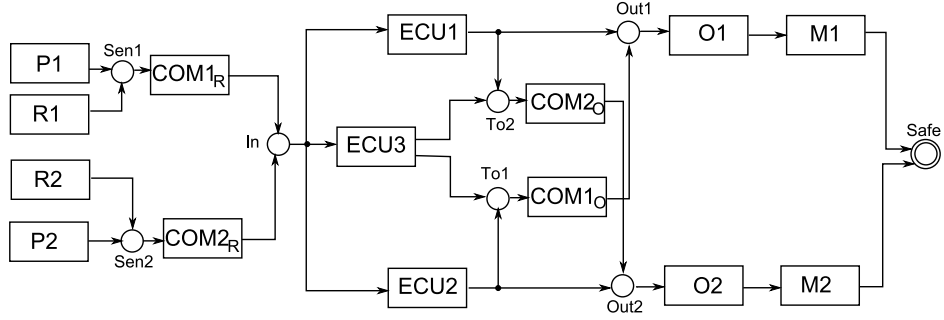 Out1
ECU1
O1
M1
Sen1
P1
COM1R
R1
COM2O
To2
In
ECU3
Safe
R2
To1
COM1O
P2
COM2R
Sen2
ECU2
O2
M2
Out2